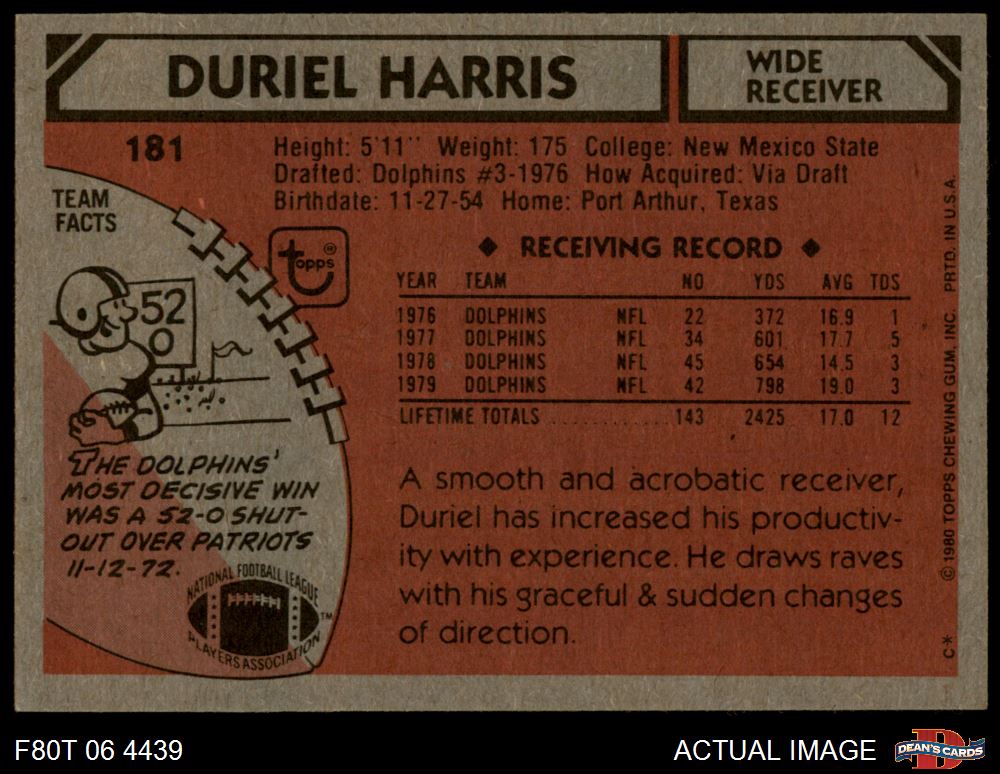 DURIEL HARRIS
WIDE
RECEIVER
181
Height: 5'11'' Weight: 175 College: New Mexico State
Drafted: Dolphins #3-1976 How Acquired: Via Draft
Birthdate: 11-27-54 Home: Port Arthur, Texas
TEAM
FACTS
52
0
topps ®
◆ RECEIVING RECORD ◆
YEAR TEAM NO YDS AVG TDS
1976 DOLPHINS NFL 22 372 16.9 1
1977 DOLPHINS NFL 34 601 17.7 5
1978 DOLPHINS NFL 45 654 14.5 3
1979 DOLPHINS NFL 42 798 19.0 3
LIFETIME TOTALS ............ 143 2425 17.0 12
THE DOLPHINS'
MOST DECISIVE WIN
WAS A 52-0 SHUT-
OUT OVER PATRIOTS
11-12-72.
NATIONAL FOOTBALL LEAGUE
PLAYERS ASSOCIATION
TM
A smooth and acrobatic receiver,
Duriel has increased his productiv-
ity with experience. He draws raves
with his graceful & sudden changes
of direction.
C* © 1980 TOPPS CHEWING GUM, INC. PRTD. IN U.S.A.
F80T 06 4439
ACTUAL IMAGE
D
DEAN'S CARDS